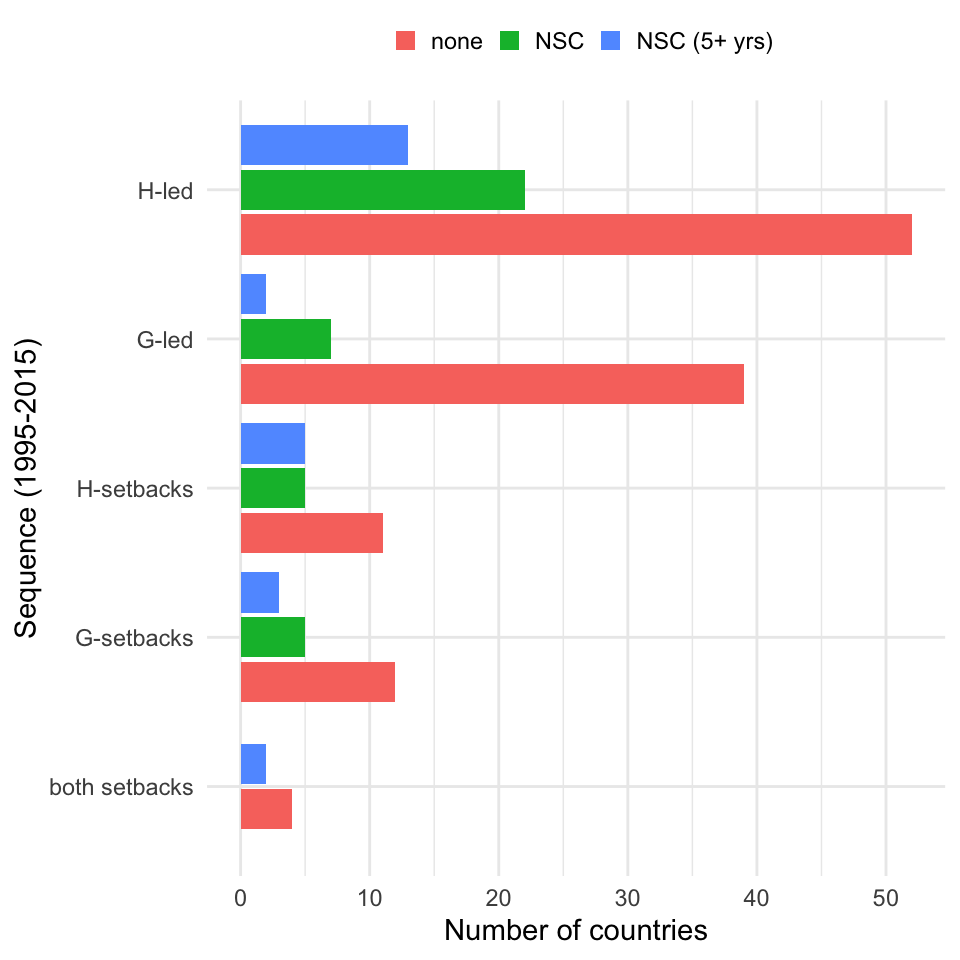 none NSC NSC (5+ yrs)
H-led
G-led
H-setbacks
G-setbacks
both setbacks
Sequence (1995-2015)
0 10 20 30 40 50
Number of countries